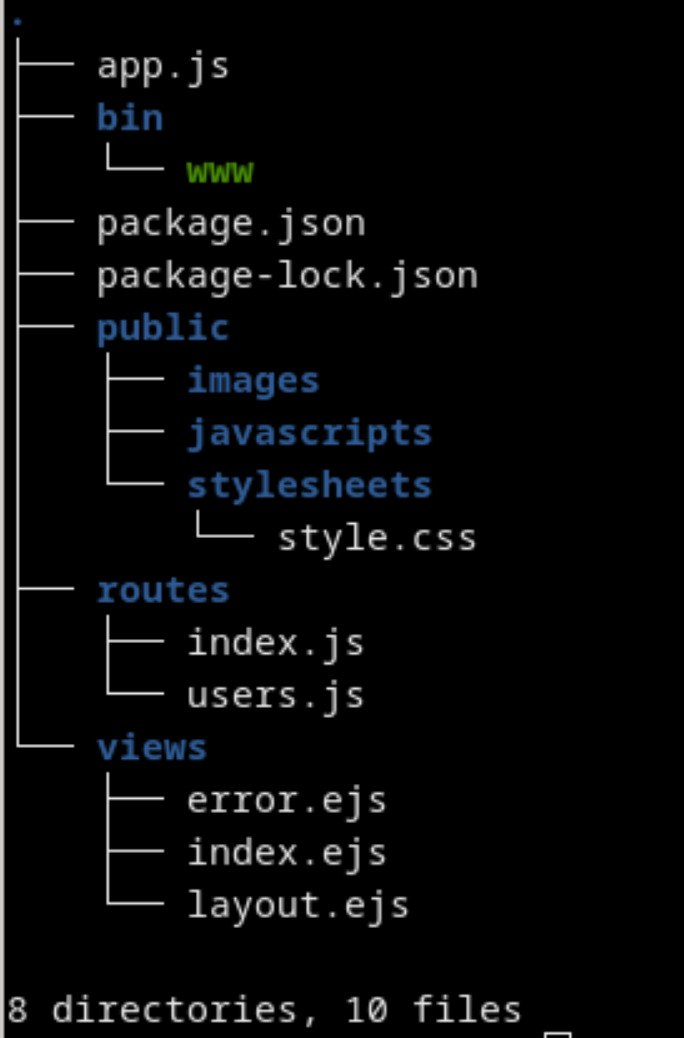 .
├── app.js
├── bin
│   └── www
├── package.json
├── package-lock.json
├── public
│   ├── images
│   ├── javascripts
│   └── stylesheets
│       └── style.css
├── routes
│   ├── index.js
│   └── users.js
└── views
    ├── error.ejs
    ├── index.ejs
    └── layout.ejs

8 directories, 10 files